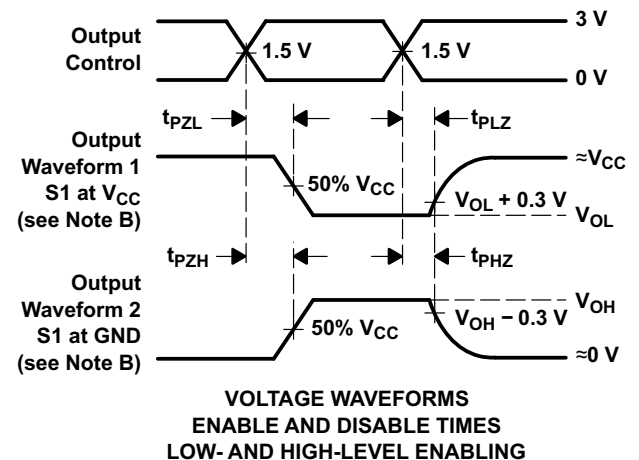 Output
Control
1.5 V
1.5 V
3 V
0 V
tPZL
tPLZ
Output
Waveform 1
S1 at VCC
(see Note B)
50% VCC
VOL + 0.3 V
≈VCC
VOL
tPZH
tPHZ
Output
Waveform 2
S1 at GND
(see Note B)
50% VCC
VOH − 0.3 V
VOH
≈0 V
VOLTAGE WAVEFORMS
ENABLE AND DISABLE TIMES
LOW- AND HIGH-LEVEL ENABLING